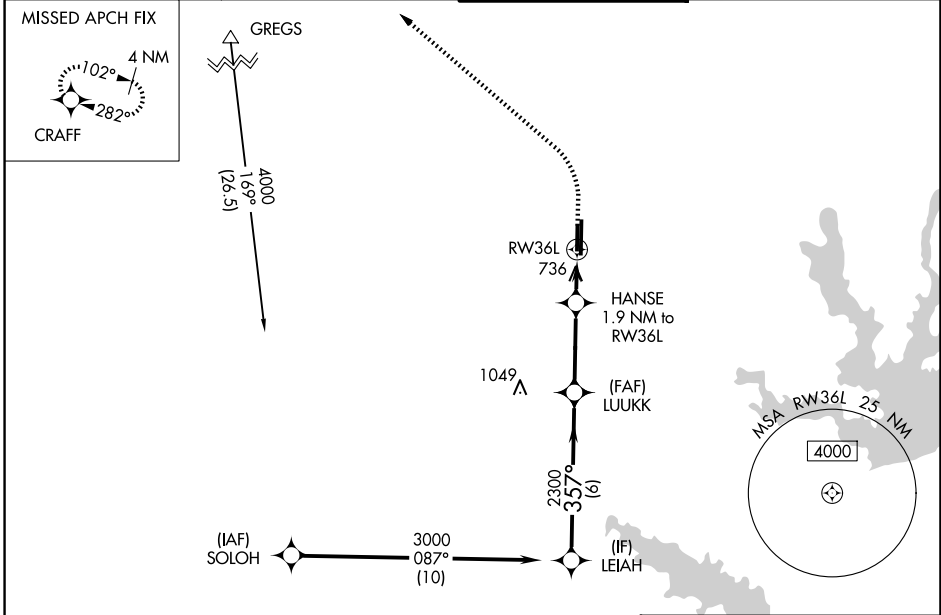 MISSED APCH FIX
4 NM
102°
282°
CRAFF
GREGS
4000
169°
(26.5)
RW36L
736
HANSE
1.9 NM to
RW36L
1049
(FAF)
LUUKK
MSA RW36L 25 NM
4000
2300
357°
(6)
(IAF)
SOLOH
3000
087°
(10)
(IF)
LEIAH